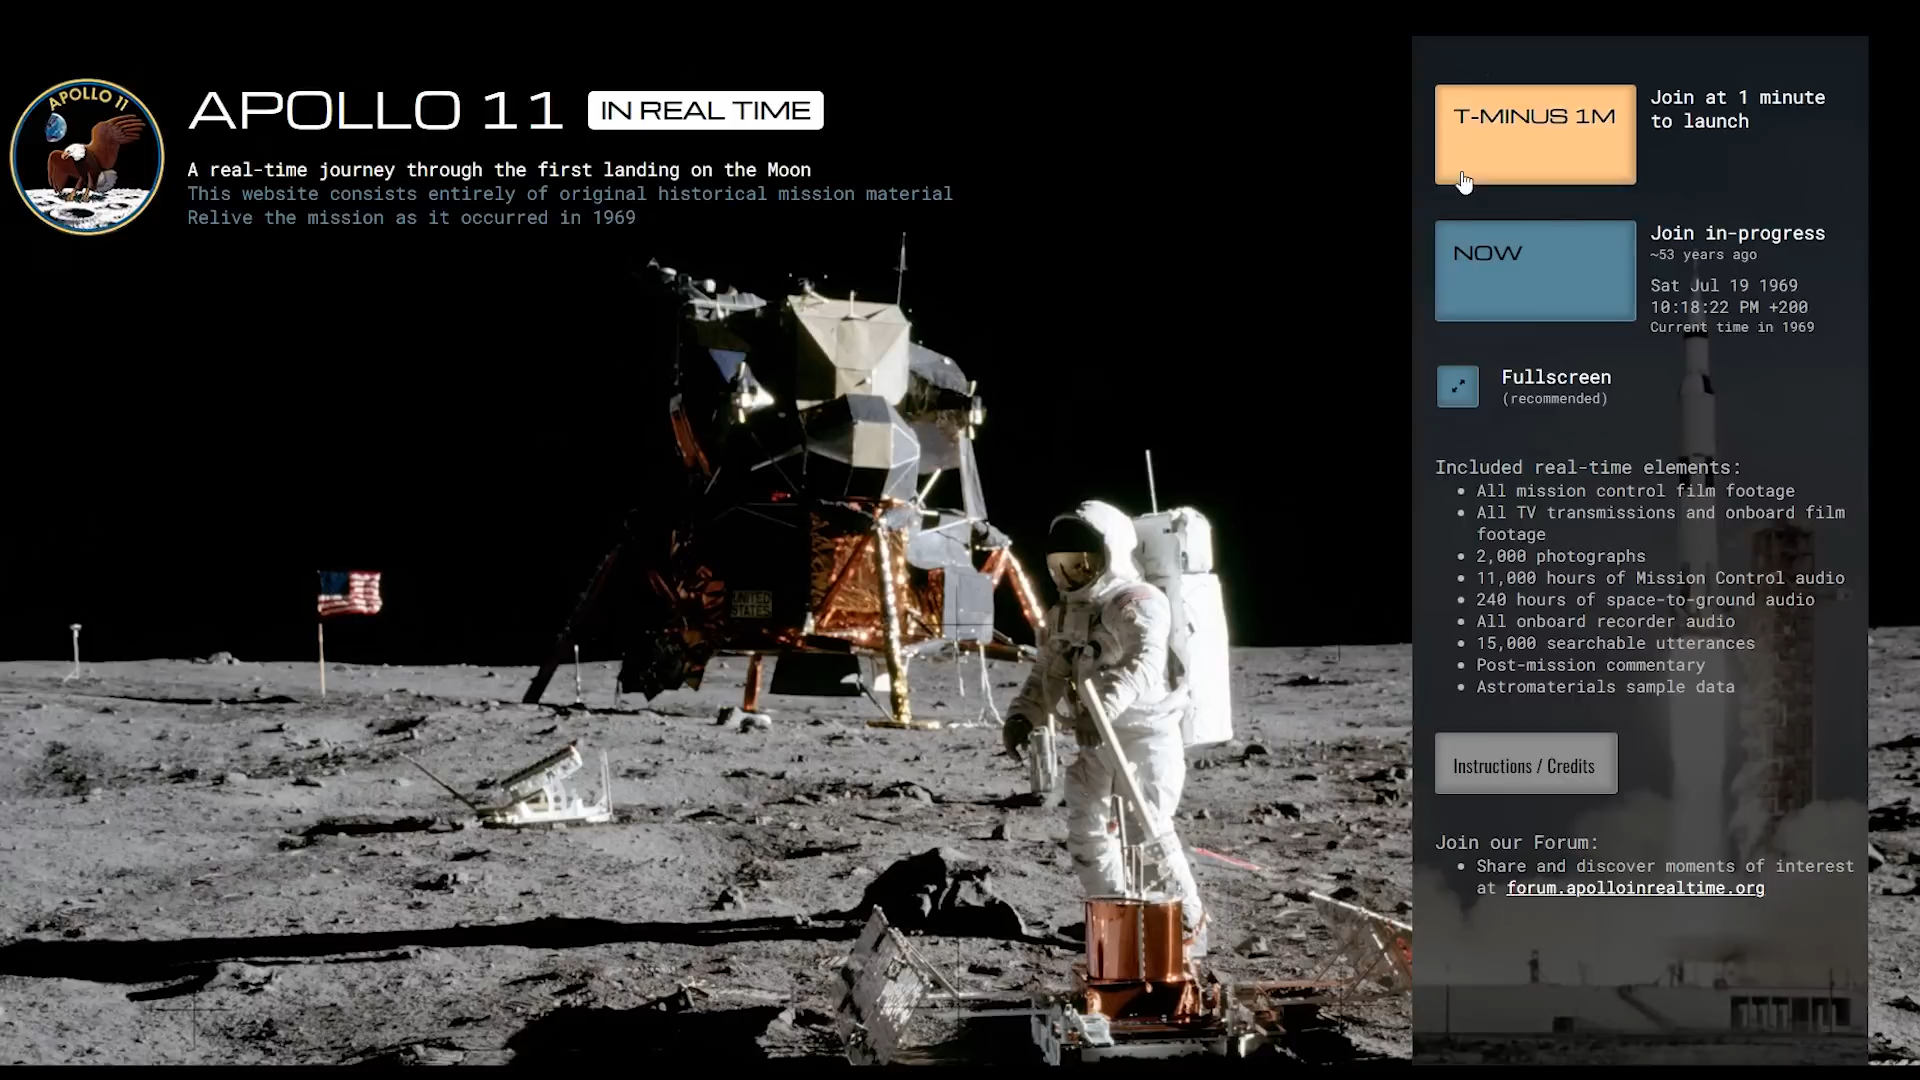 APOLLO 11
APOLLO 11 IN REAL TIME
A real-time journey through the first landing on the Moon
This website consists entirely of original historical mission material
Relive the mission as it occurred in 1969
UNITED
STATES
T-MINUS 1M
Join at 1 minute
to launch
NOW
Join in-progress
~53 years ago
Sat Jul 19 1969
10:18:22 PM +200
Current time in 1969
Fullscreen
(recommended)
Included real-time elements:
• All mission control film footage
• All TV transmissions and onboard film
footage
• 2,000 photographs
• 11,000 hours of Mission Control audio
• 240 hours of space-to-ground audio
• All onboard recorder audio
• 15,000 searchable utterances
• Post-mission commentary
• Astromaterials sample data
Instructions / Credits
Join our Forum:
• Share and discover moments of interest
at forum.apolloinrealtime.org